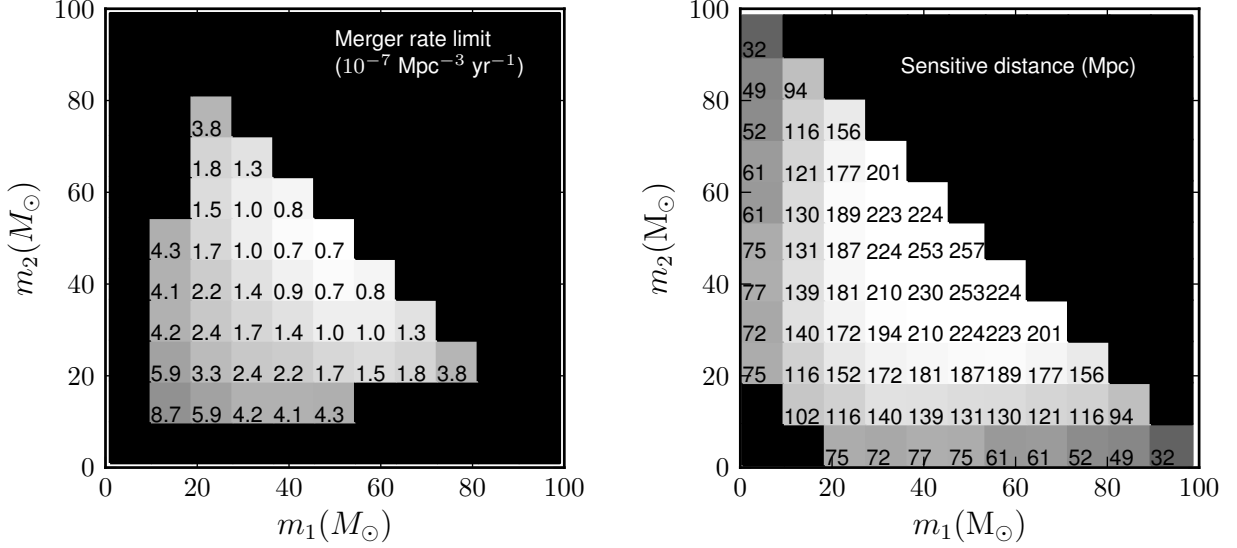 100
Merger rate limit
(10⁻⁷ Mpc⁻³ yr⁻¹)
80
3.8
1.8 1.3
60
1.5 1.0 0.8
4.3 1.7 1.0 0.7 0.7
40
4.1 2.2 1.4 0.9 0.7 0.8
4.2 2.4 1.7 1.4 1.0 1.0 1.3
5.9 3.3 2.4 2.2 1.7 1.5 1.8 3.8
20
8.7 5.9 4.2 4.1 4.3
0
0 20 40 60 80 100
m₂(M⊙)
m₁(M⊙)
100
32
Sensitive distance (Mpc)
49 94
80
52 116 156
61 121 177 201
60
61 130 189 223 224
75 131 187 224 253 257
40
77 139 181 210 230 253 224
72 140 172 194 210 224 223 201
75 116 152 172 181 187 189 177 156
20
102 116 140 139 131 130 121 116 94
75 72 77 75 61 61 52 49 32
0
0 20 40 60 80 100
m₂(M⊙)
m₁(M⊙)